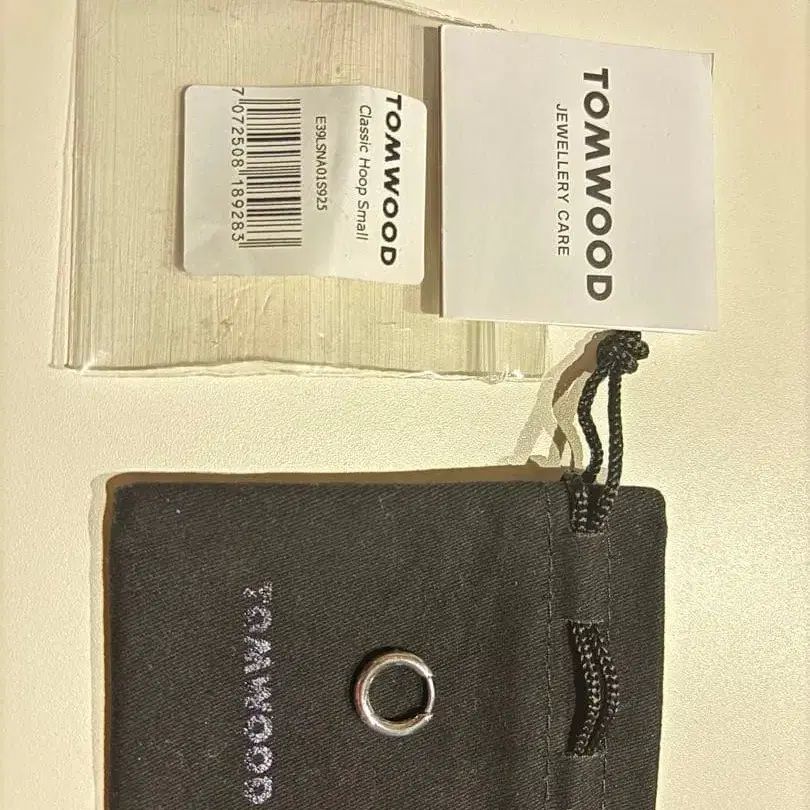 TOMWOOD
Classic Hoop Small
E39LSNA01S925
7 072508 189283
TOMWOOD
JEWELLERY CARE
TOMWOOD